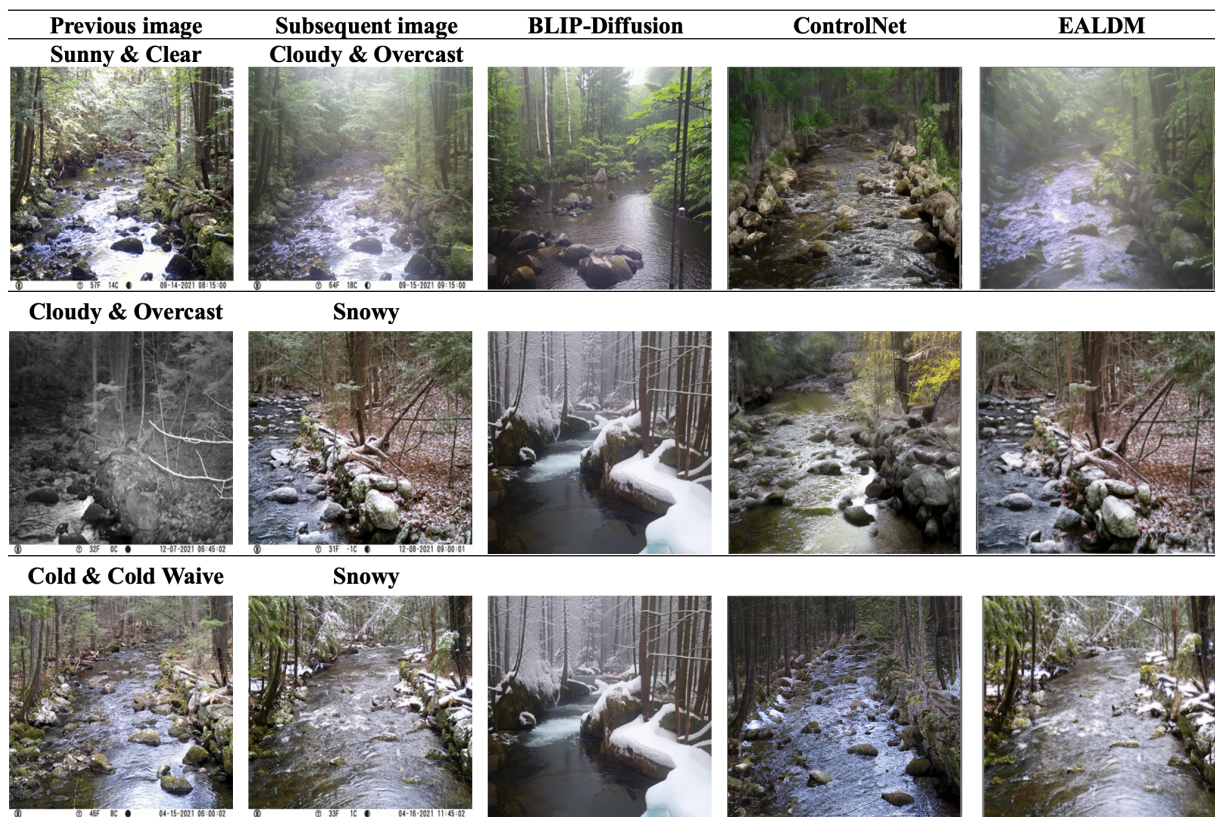 Previous image Subsequent image BLIP-Diffusion ControlNet EALDM
Sunny & Clear Cloudy & Overcast
57F 14C 09-14-2021 08:15:00
64F 18C 09-15-2021 09:15:00
Cloudy & Overcast Snowy
32F 0C 12-07-2021 06:45:02
31F -1C 12-08-2021 09:00:01
Cold & Cold Waive Snowy
46F 8C 04-15-2021 06:00:02
33F 1C 04-16-2021 11:45:02